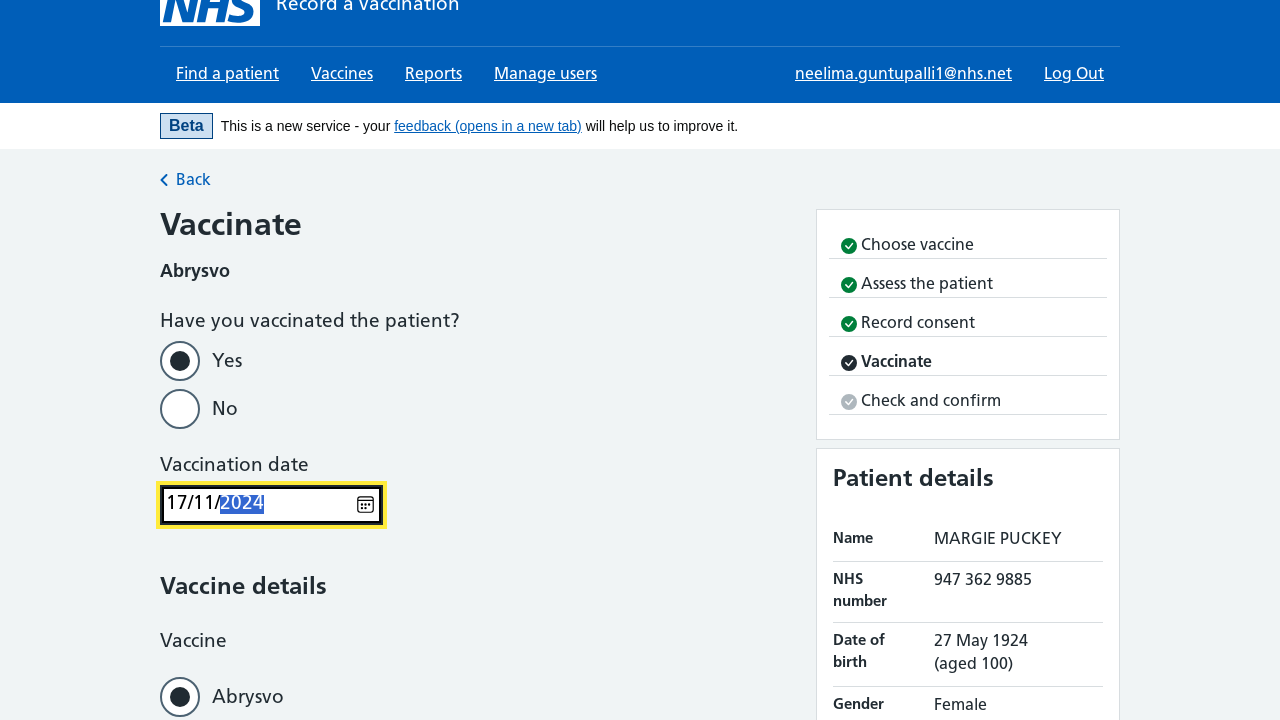 NHS Record a vaccination
Find a patient Vaccines Reports Manage users neelima.guntupalli1@nhs.net Log Out
Beta This is a new service - your feedback (opens in a new tab) will help us to improve it.
Back
Vaccinate
Abrysvo
Have you vaccinated the patient?
Yes
No
Vaccination date
17/11/2024
Vaccine details
Vaccine
Abrysvo
Choose vaccine
Assess the patient
Record consent
Vaccinate
Check and confirm
Patient details
Name MARGIE PUCKEY
NHS number 947 362 9885
Date of birth 27 May 1924 (aged 100)
Gender Female